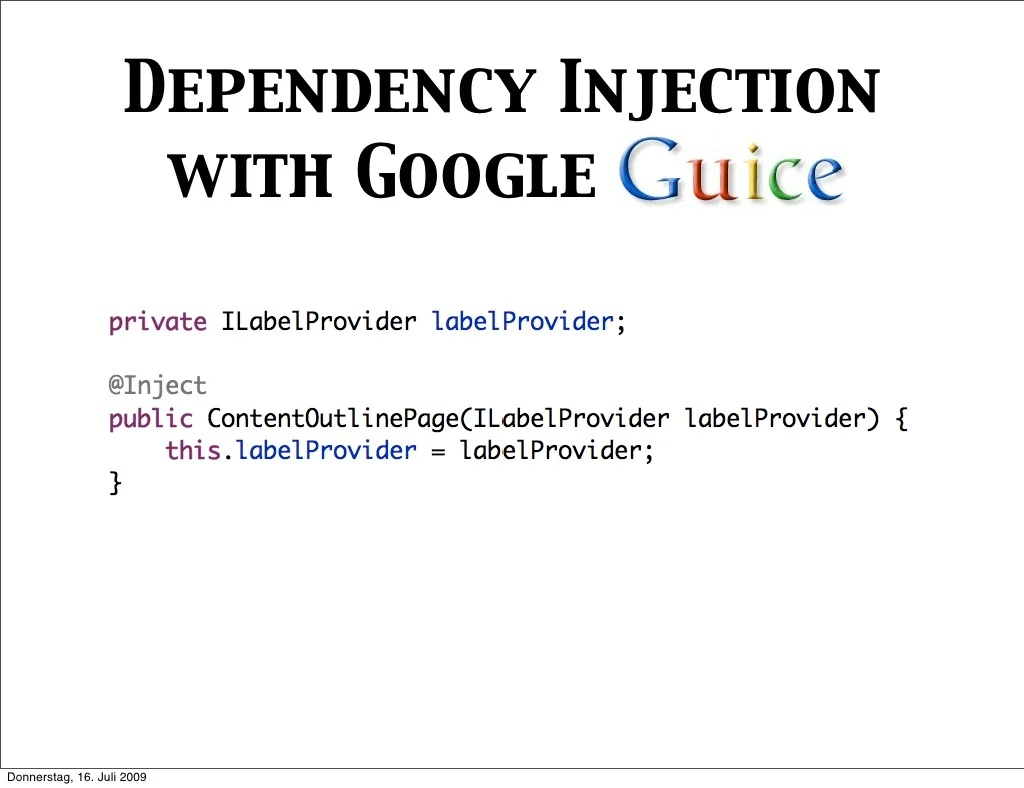 Dependency Injection
with Google Guice
private ILabelProvider labelProvider;
@Inject
public ContentOutlinePage(ILabelProvider labelProvider) {
    this.labelProvider = labelProvider;
}
Donnerstag, 16. Juli 2009